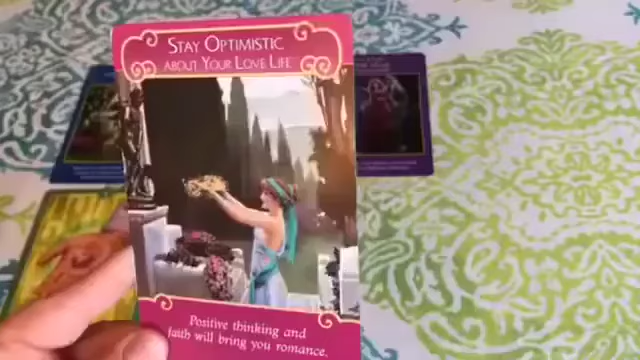 STAY OPTIMISTIC
ABOUT YOUR LOVE LIFE
Positive thinking and
faith will bring you romance.